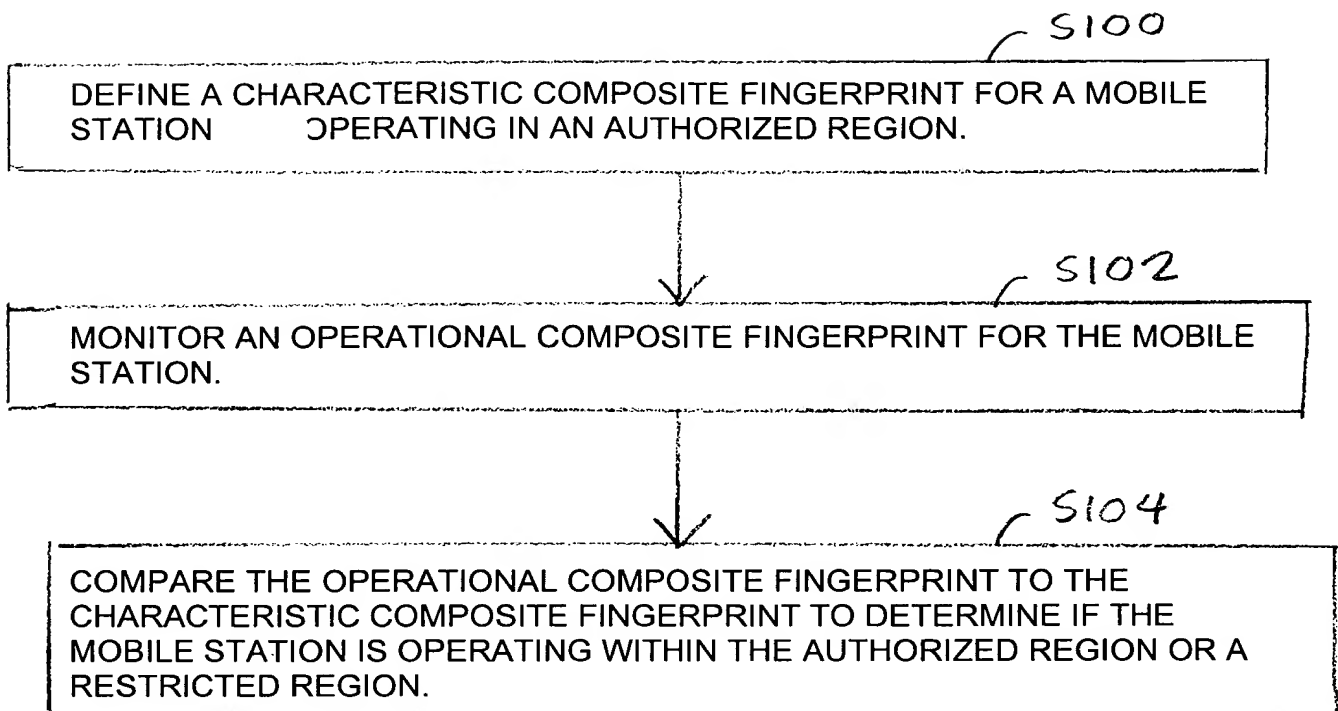 S100
DEFINE A CHARACTERISTIC COMPOSITE FINGERPRINT FOR A MOBILE
STATION OPERATING IN AN AUTHORIZED REGION.
S102
MONITOR AN OPERATIONAL COMPOSITE FINGERPRINT FOR THE MOBILE
STATION.
S104
COMPARE THE OPERATIONAL COMPOSITE FINGERPRINT TO THE
CHARACTERISTIC COMPOSITE FINGERPRINT TO DETERMINE IF THE
MOBILE STATION IS OPERATING WITHIN THE AUTHORIZED REGION OR A
RESTRICTED REGION.